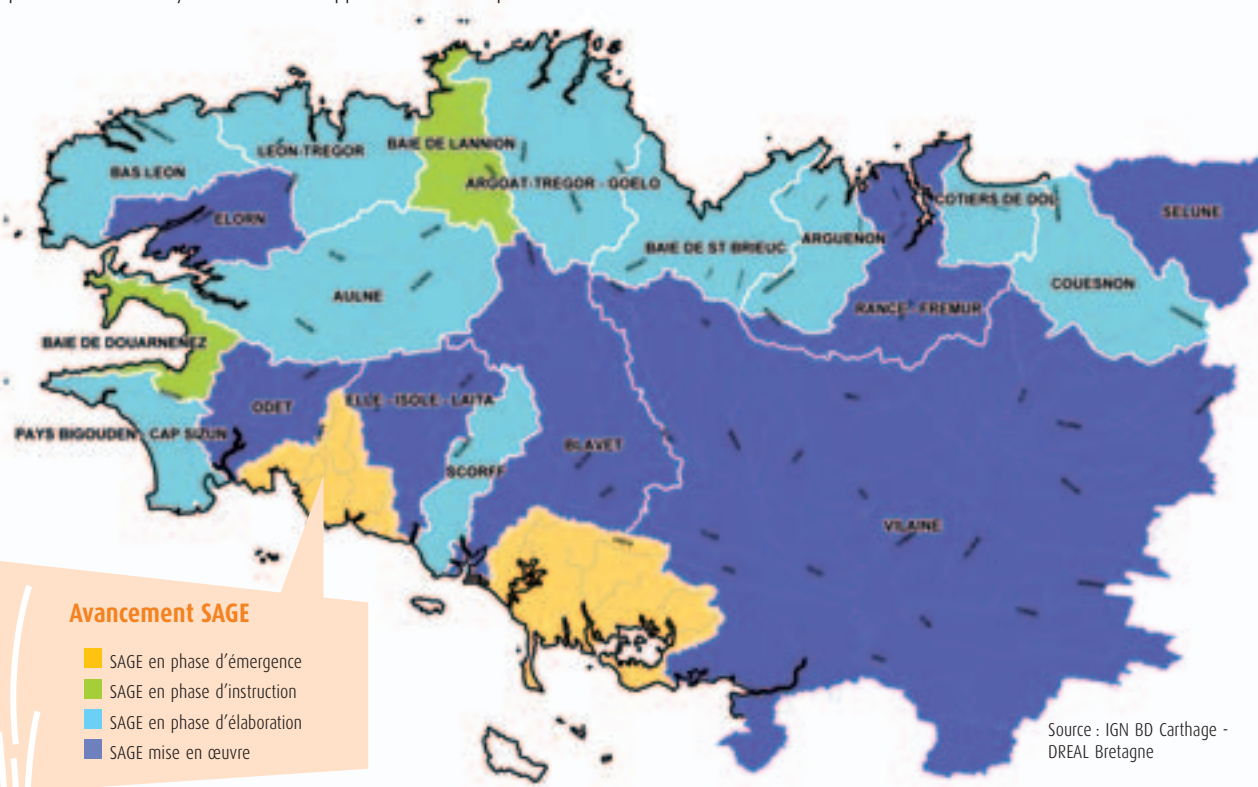 BAIE DE LANNION
LEON-TREGOR
BAS LEON
ARGOAT-TREGOR - GOELO
COTIERS DE DOL
SELUNE
ELORN
ARGUENON
BAIE DE ST BRIEUC
COUESNON
AULNE
RANCE - FREMUR
BAIE DE DOUARNENEZ
ELLE - ISOLE - LAITA
ODET
PAYS BIGOUDEN - CAP SIZUN
BLAVET
SCORFF
VILAINE
Avancement SAGE
SAGE en phase d'émergence
SAGE en phase d'instruction
SAGE en phase d'élaboration
SAGE mise en œuvre
Source : IGN BD Carthage -
DREAL Bretagne